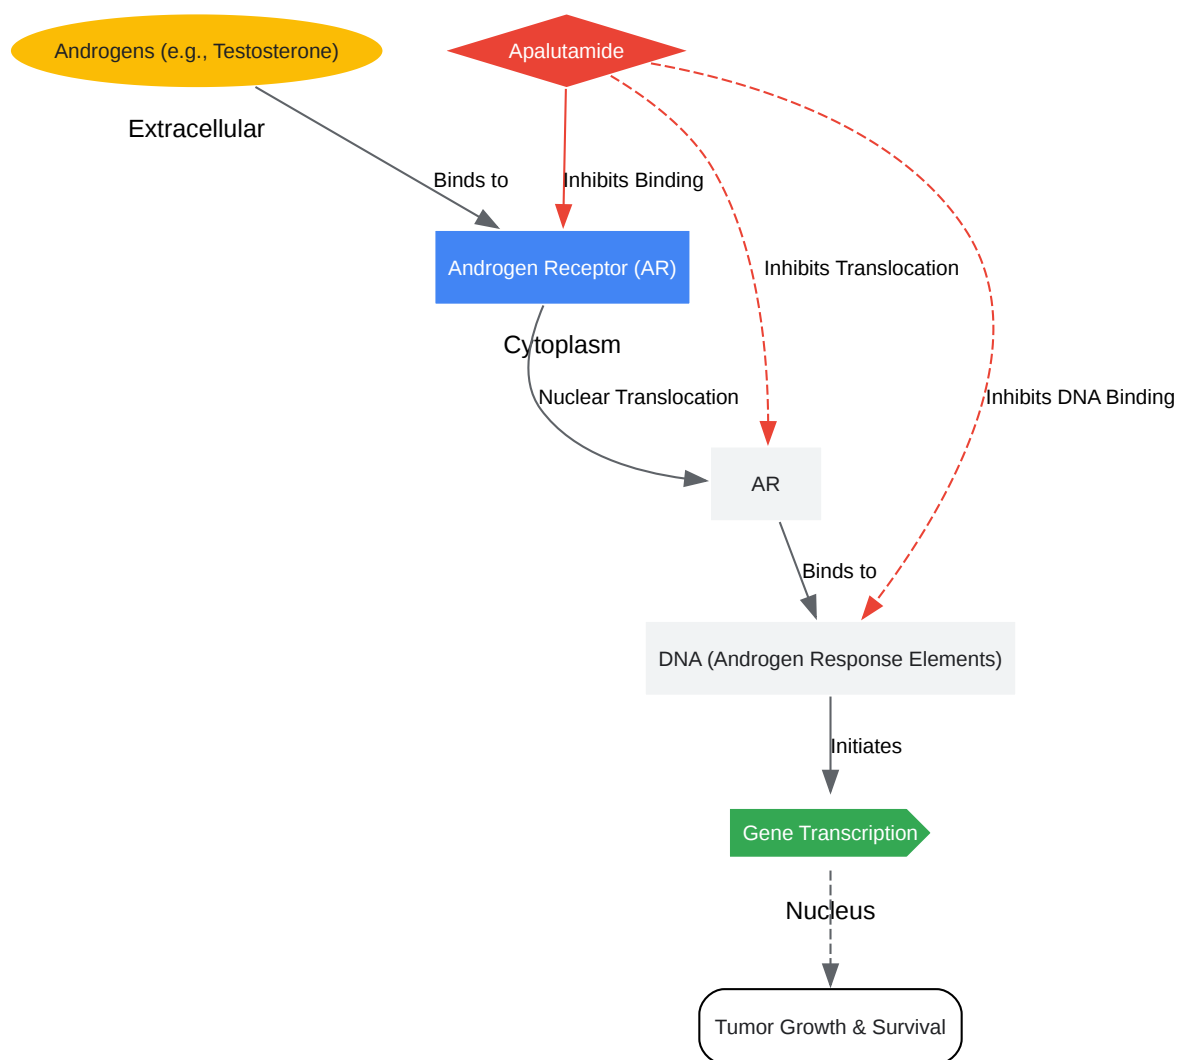 Androgens (e.g., Testosterone)
Apalutamide
Extracellular
Binds to
Inhibits Binding
Androgen Receptor (AR)
Inhibits Translocation
Cytoplasm
Nuclear Translocation
Inhibits DNA Binding
AR
Binds to
DNA (Androgen Response Elements)
Initiates
Gene Transcription
Nucleus
Tumor Growth & Survival